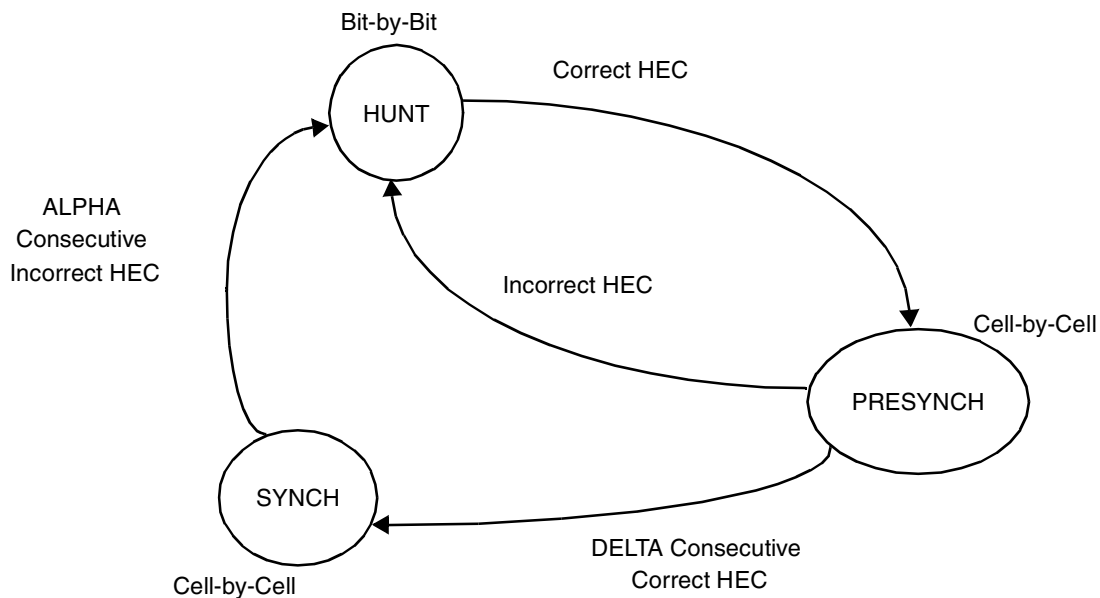 Bit-by-Bit
HUNT
Correct HEC
ALPHA
Consecutive
Incorrect HEC
Incorrect HEC
Cell-by-Cell
PRESYNCH
SYNCH
DELTA Consecutive
Correct HEC
Cell-by-Cell